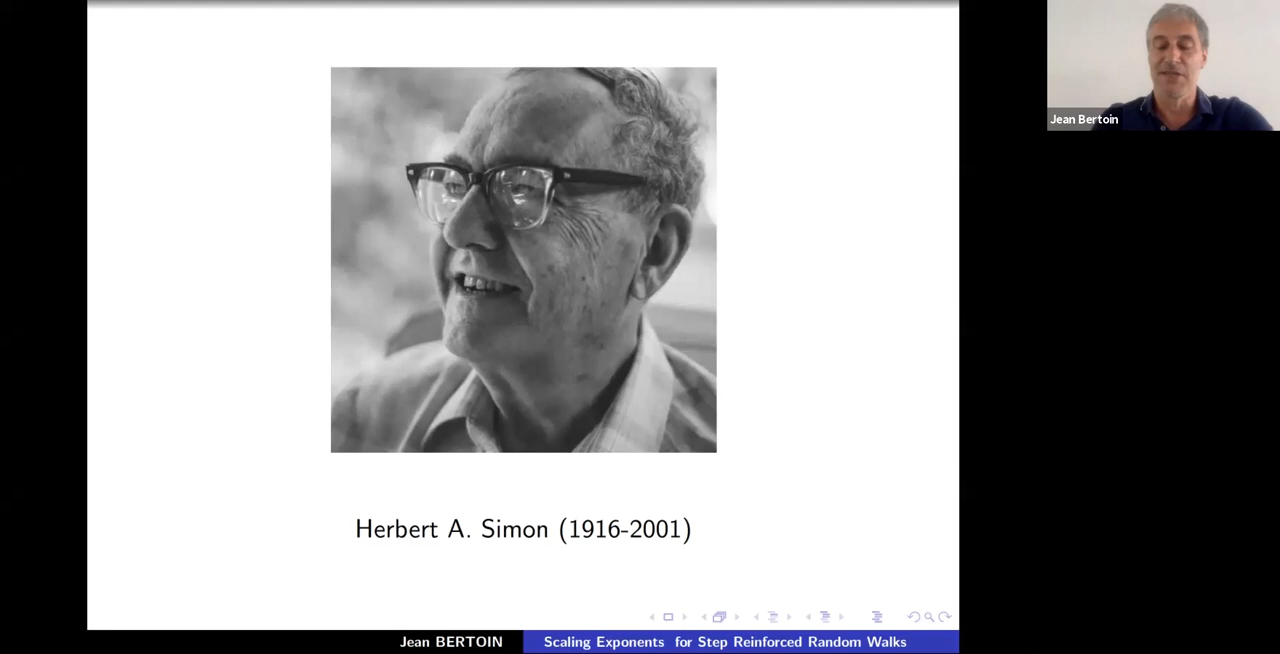 Jean Bertoin
Herbert A. Simon (1916-2001)
Jean BERTOIN
Scaling Exponents for Step Reinforced Random Walks